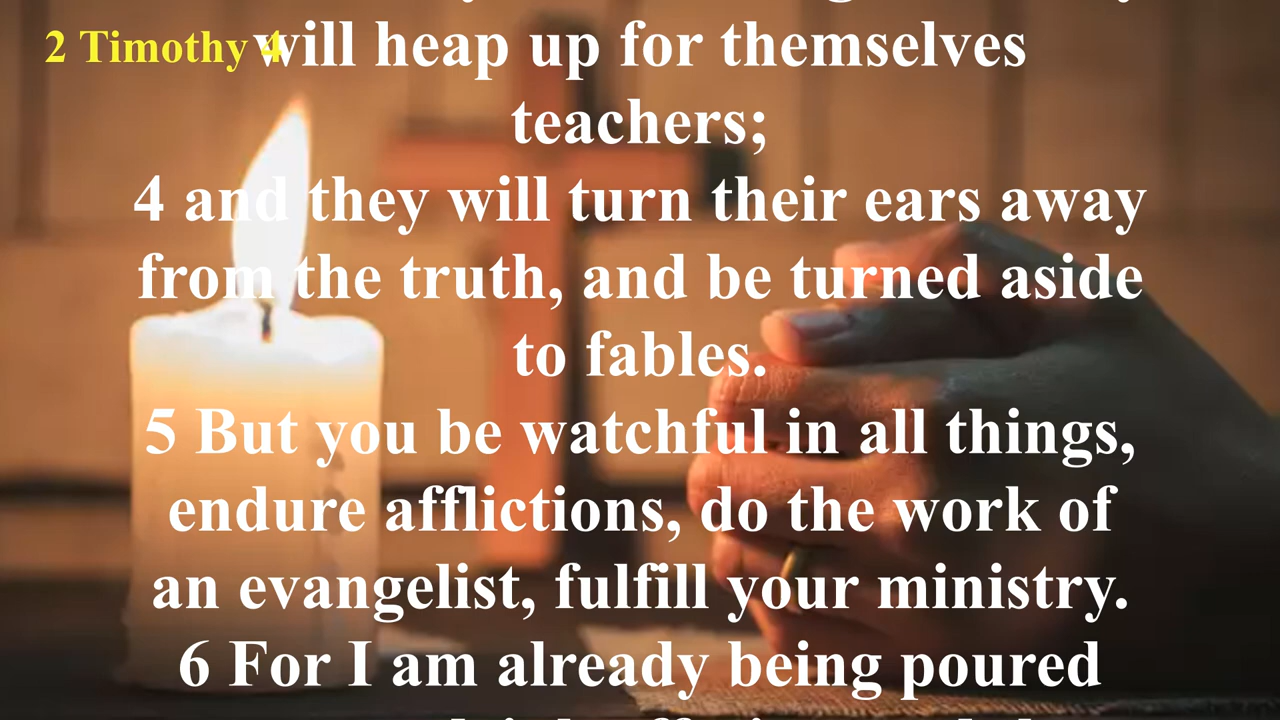 2 Timothy 4
will heap up for themselves
teachers;
4 and they will turn their ears away
from the truth, and be turned aside
to fables.
5 But you be watchful in all things,
endure afflictions, do the work of
an evangelist, fulfill your ministry.
6 For I am already being poured